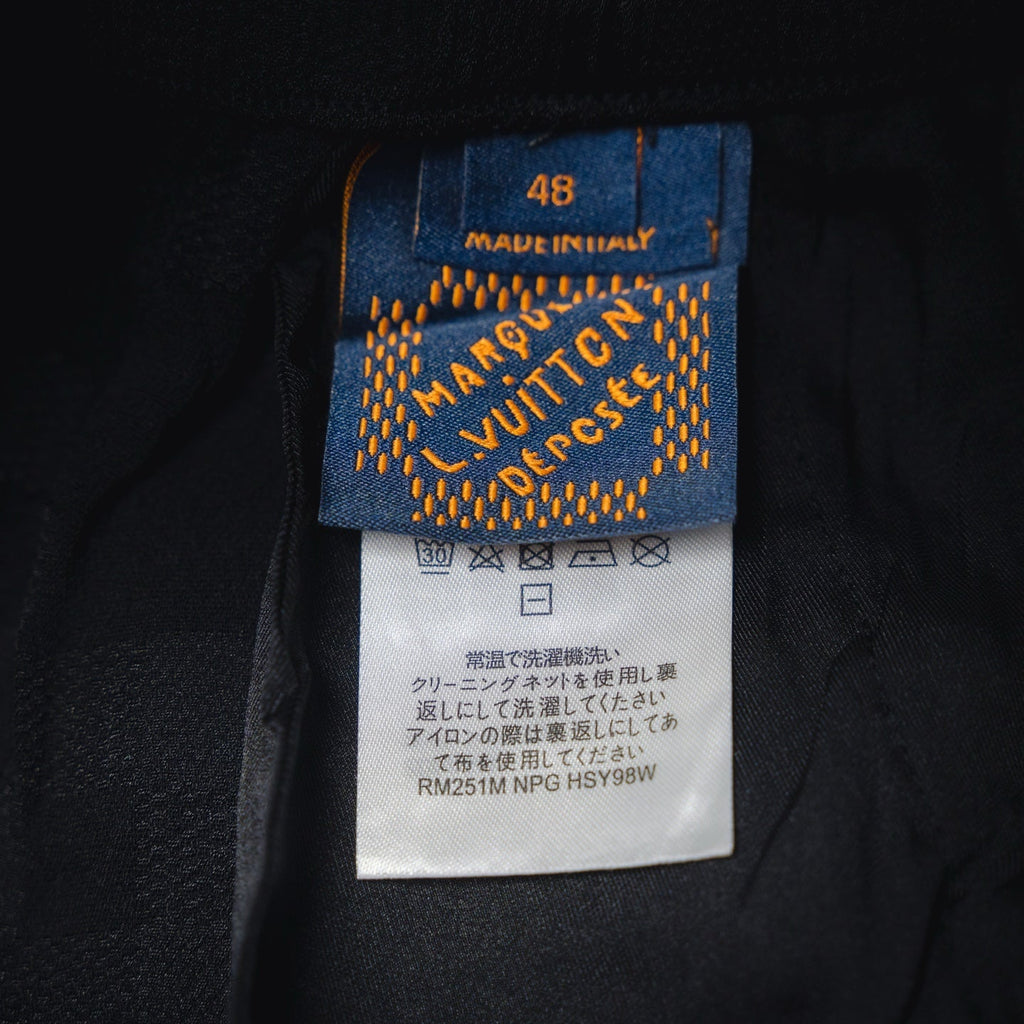 48
MADE IN ITALY
MARQUE
L.VUITTON
DÉPOSÉE
30
常温で洗濯機洗い
クリーニングネットを使用し裏
返しにして洗濯してください
アイロンの際は裏返しにしてあ
て布を使用してください
RM251M NPG HSY98W